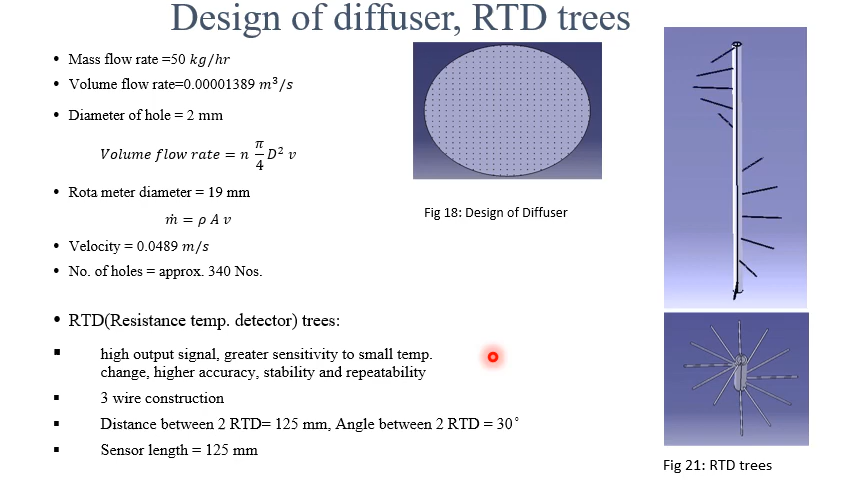 Design of diffuser, RTD trees
• Mass flow rate =50 kg/hr
• Volume flow rate=0.00001389 m³/s
• Diameter of hole = 2 mm
Volume flow rate = n π/4 D² v
• Rota meter diameter = 19 mm
ṁ = ρ A v
• Velocity = 0.0489 m/s
• No. of holes = approx. 340 Nos.
Fig 18: Design of Diffuser
• RTD(Resistance temp. detector) trees:
▪ high output signal, greater sensitivity to small temp.
change, higher accuracy, stability and repeatability
▪ 3 wire construction
▪ Distance between 2 RTD= 125 mm, Angle between 2 RTD = 30°
▪ Sensor length = 125 mm
Fig 21: RTD trees